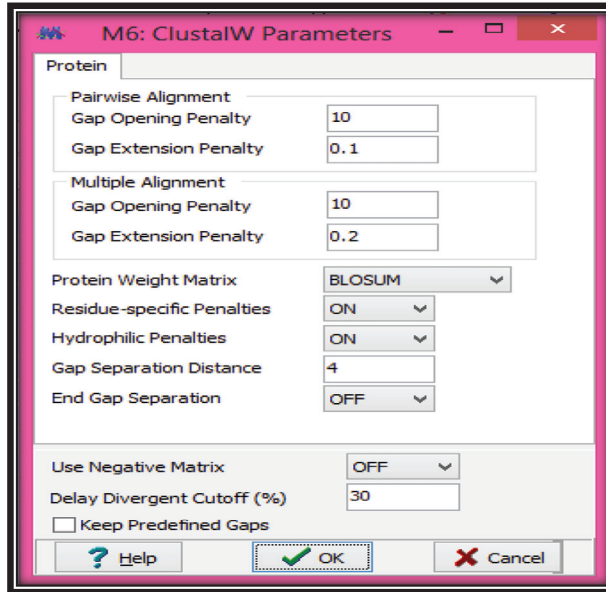 M6: ClustalW Parameters
Protein
Pairwise Alignment
Gap Opening Penalty 10
Gap Extension Penalty 0.1
Multiple Alignment
Gap Opening Penalty 10
Gap Extension Penalty 0.2
Protein Weight Matrix BLOSUM
Residue-specific Penalties ON
Hydrophilic Penalties ON
Gap Separation Distance 4
End Gap Separation OFF
Use Negative Matrix OFF
Delay Divergent Cutoff (%) 30
Keep Predefined Gaps
? Help OK Cancel